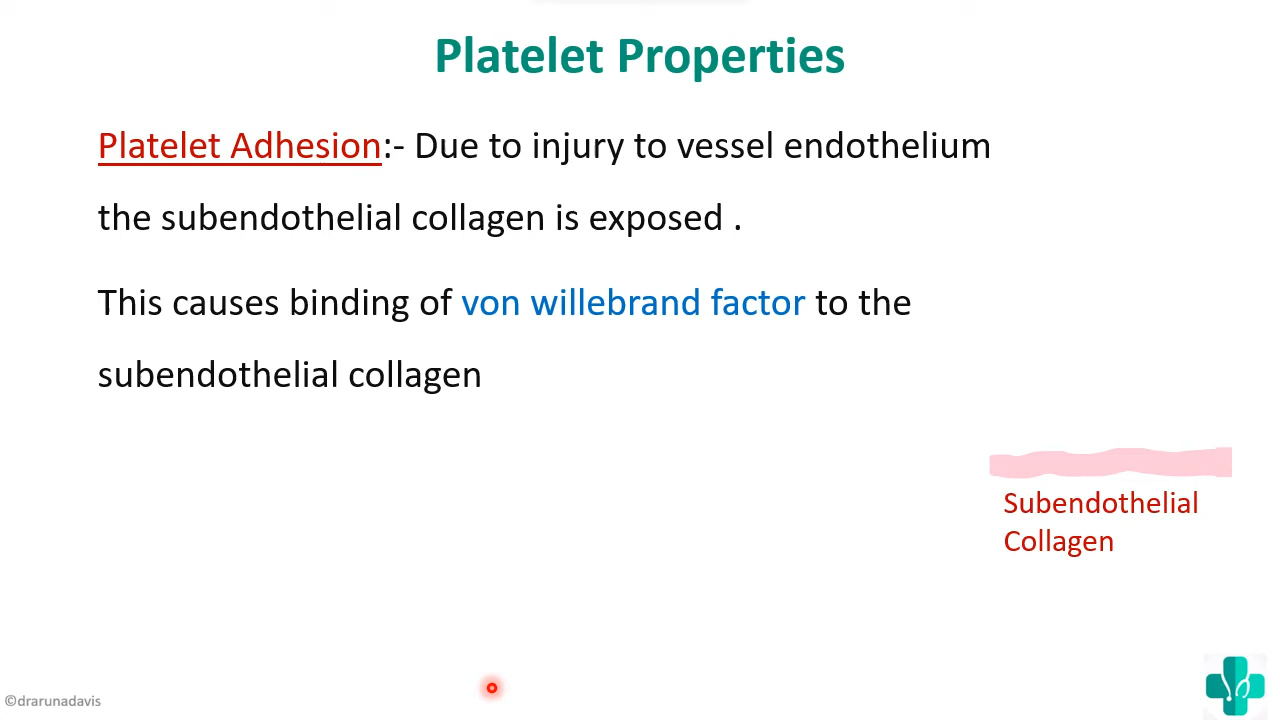 Platelet Properties
Platelet Adhesion:- Due to injury to vessel endothelium
the subendothelial collagen is exposed .
This causes binding of von willebrand factor to the
subendothelial collagen
Subendothelial
Collagen
©drarunadavis